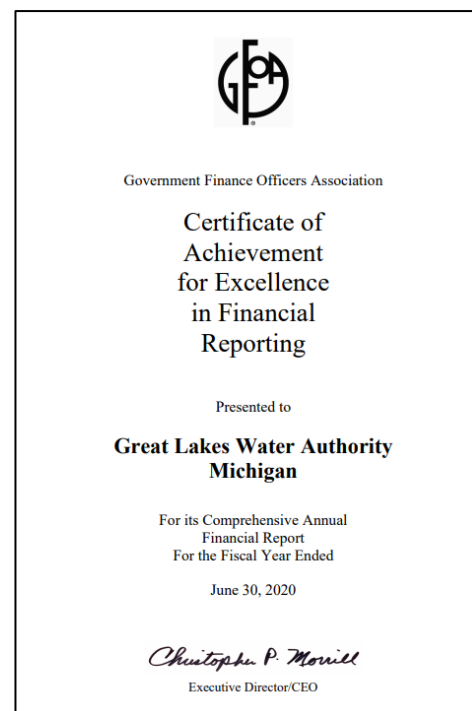 GFOA
Government Finance Officers Association
Certificate of
Achievement
for Excellence
in Financial
Reporting
Presented to
Great Lakes Water Authority
Michigan
For its Comprehensive Annual
Financial Report
For the Fiscal Year Ended
June 30, 2020
Christopher P. Morrill
Executive Director/CEO